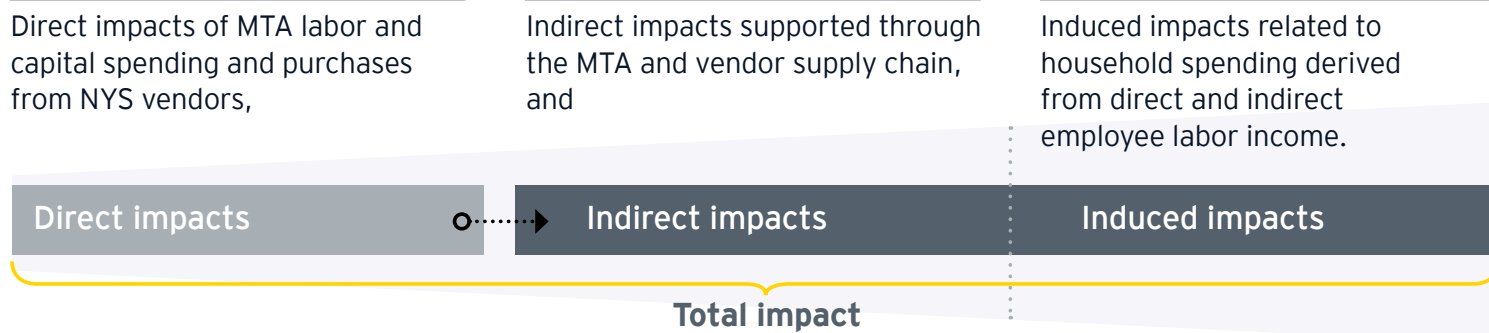 Direct impacts of MTA labor and
capital spending and purchases
from NYS vendors,
Indirect impacts supported through
the MTA and vendor supply chain,
and
Induced impacts related to
household spending derived
from direct and indirect
employee labor income.
Direct impacts
Indirect impacts
Induced impacts
Total impact